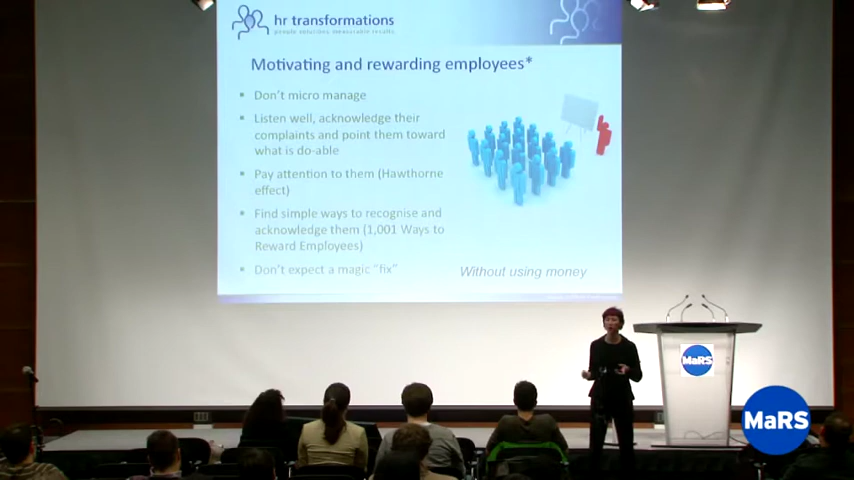 hr transformations
people solutions measurable results
Motivating and rewarding employees*
▪ Don't micro manage
▪ Listen well, acknowledge their
complaints and point them toward
what is do-able
▪ Pay attention to them (Hawthorne
effect)
▪ Find simple ways to recognise and
acknowledge them (1,001 Ways to
Reward Employees)
▪ Don't expect a magic "fix"
Without using money
MaRS
MaRS